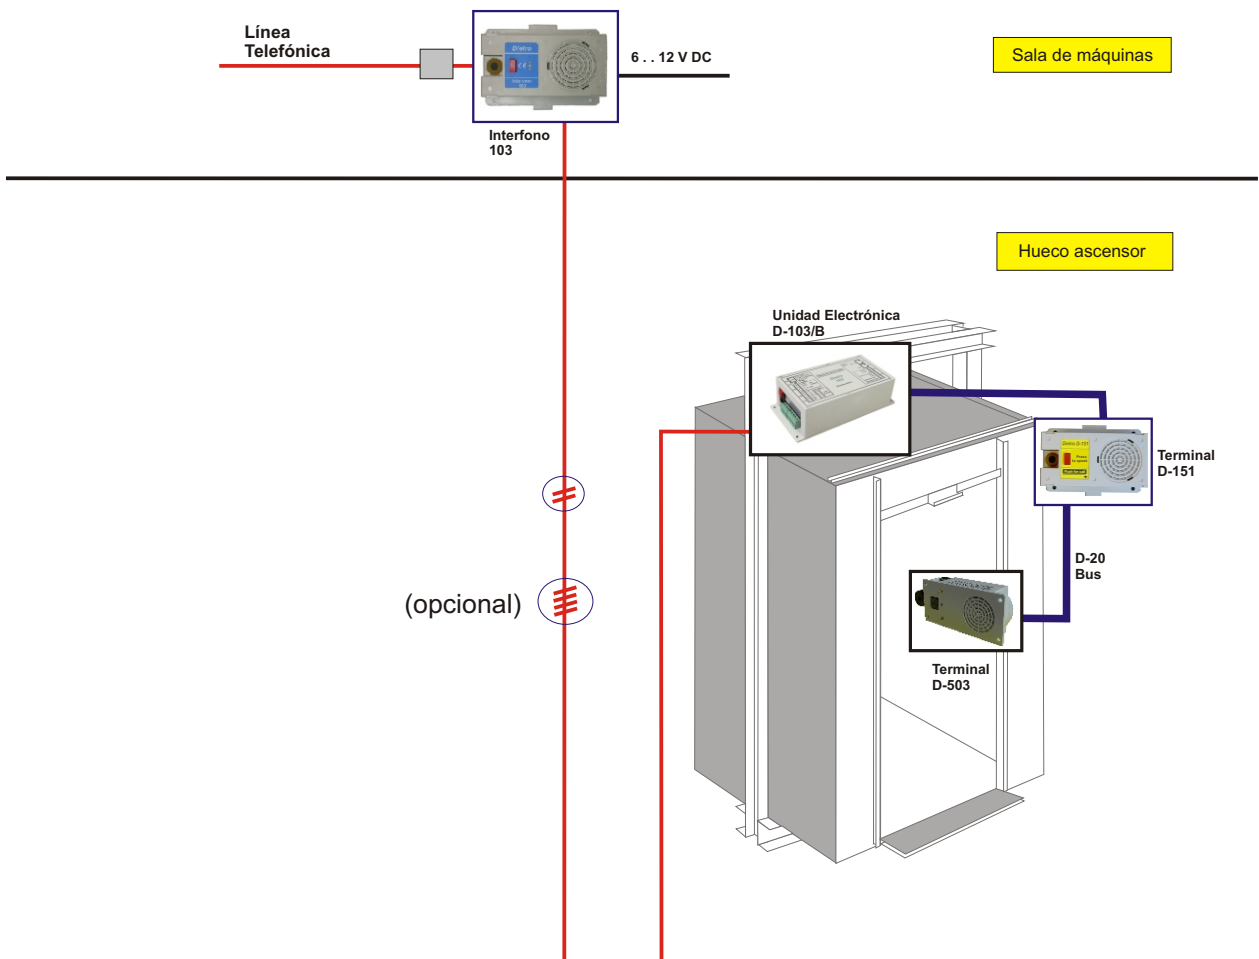 Línea
Telefónica
6 . . 12 V DC
Sala de máquinas
Interfono
103
Hueco ascensor
Unidad Electrónica
D-103/B
Terminal
D-151
D-20
Bus
(opcional)
Terminal
D-503